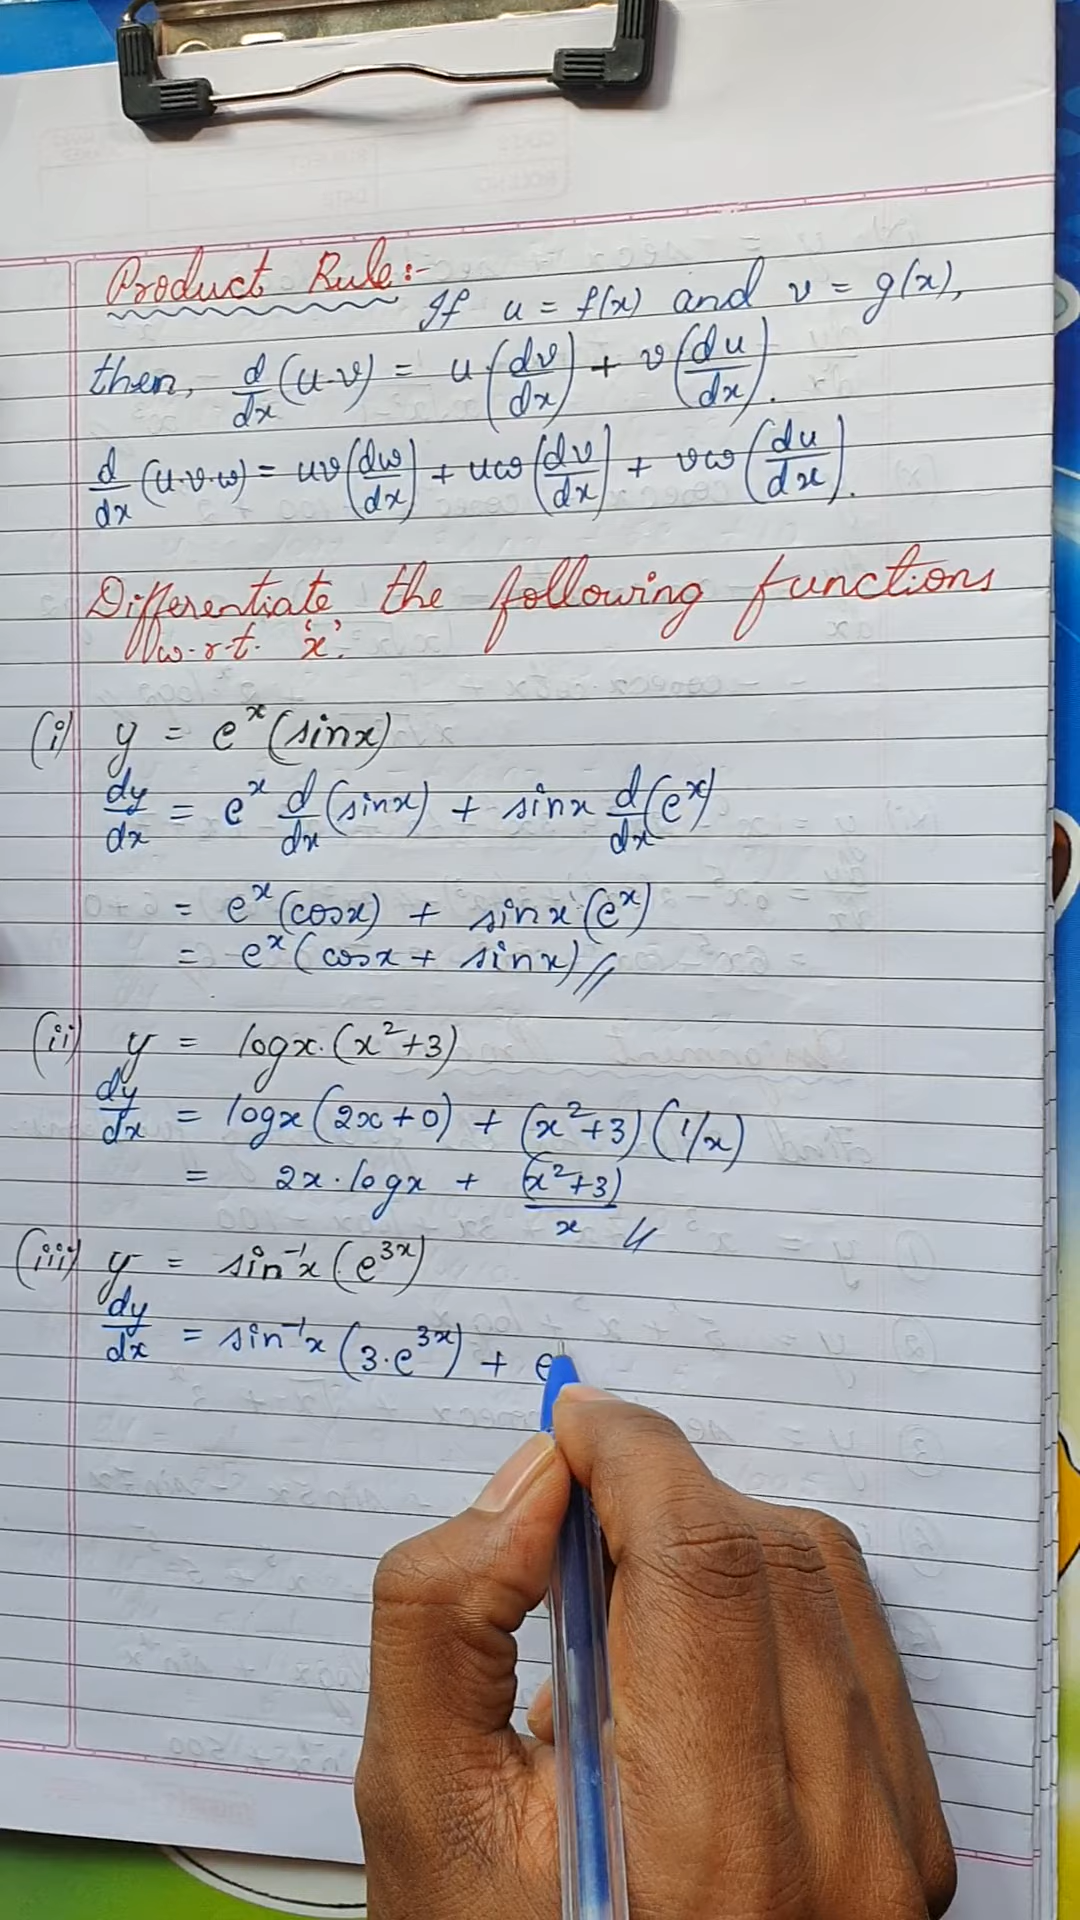 Product Rule:-
If u = f(x) and v = g(x),
then, d/dx (u·v) = u (dv/dx) + v (du/dx).
d/dx (u·v·w) = uv (dw/dx) + uw (dv/dx) + vw (du/dx).
Differentiate the following functions
w.r.t. 'x'.
(i) y = e^x (sinx)
dy/dx = e^x d/dx (sinx) + sinx d/dx (e^x)
= e^x (cosx) + sinx (e^x)
= e^x (cosx + sinx) //
(ii) y = logx·(x²+3)
dy/dx = logx (2x+0) + (x²+3) (1/x)
= 2x·logx + (x²+3)/x //
(iii) y = sin⁻¹x (e^3x)
dy/dx = sin⁻¹x (3·e^3x) + e